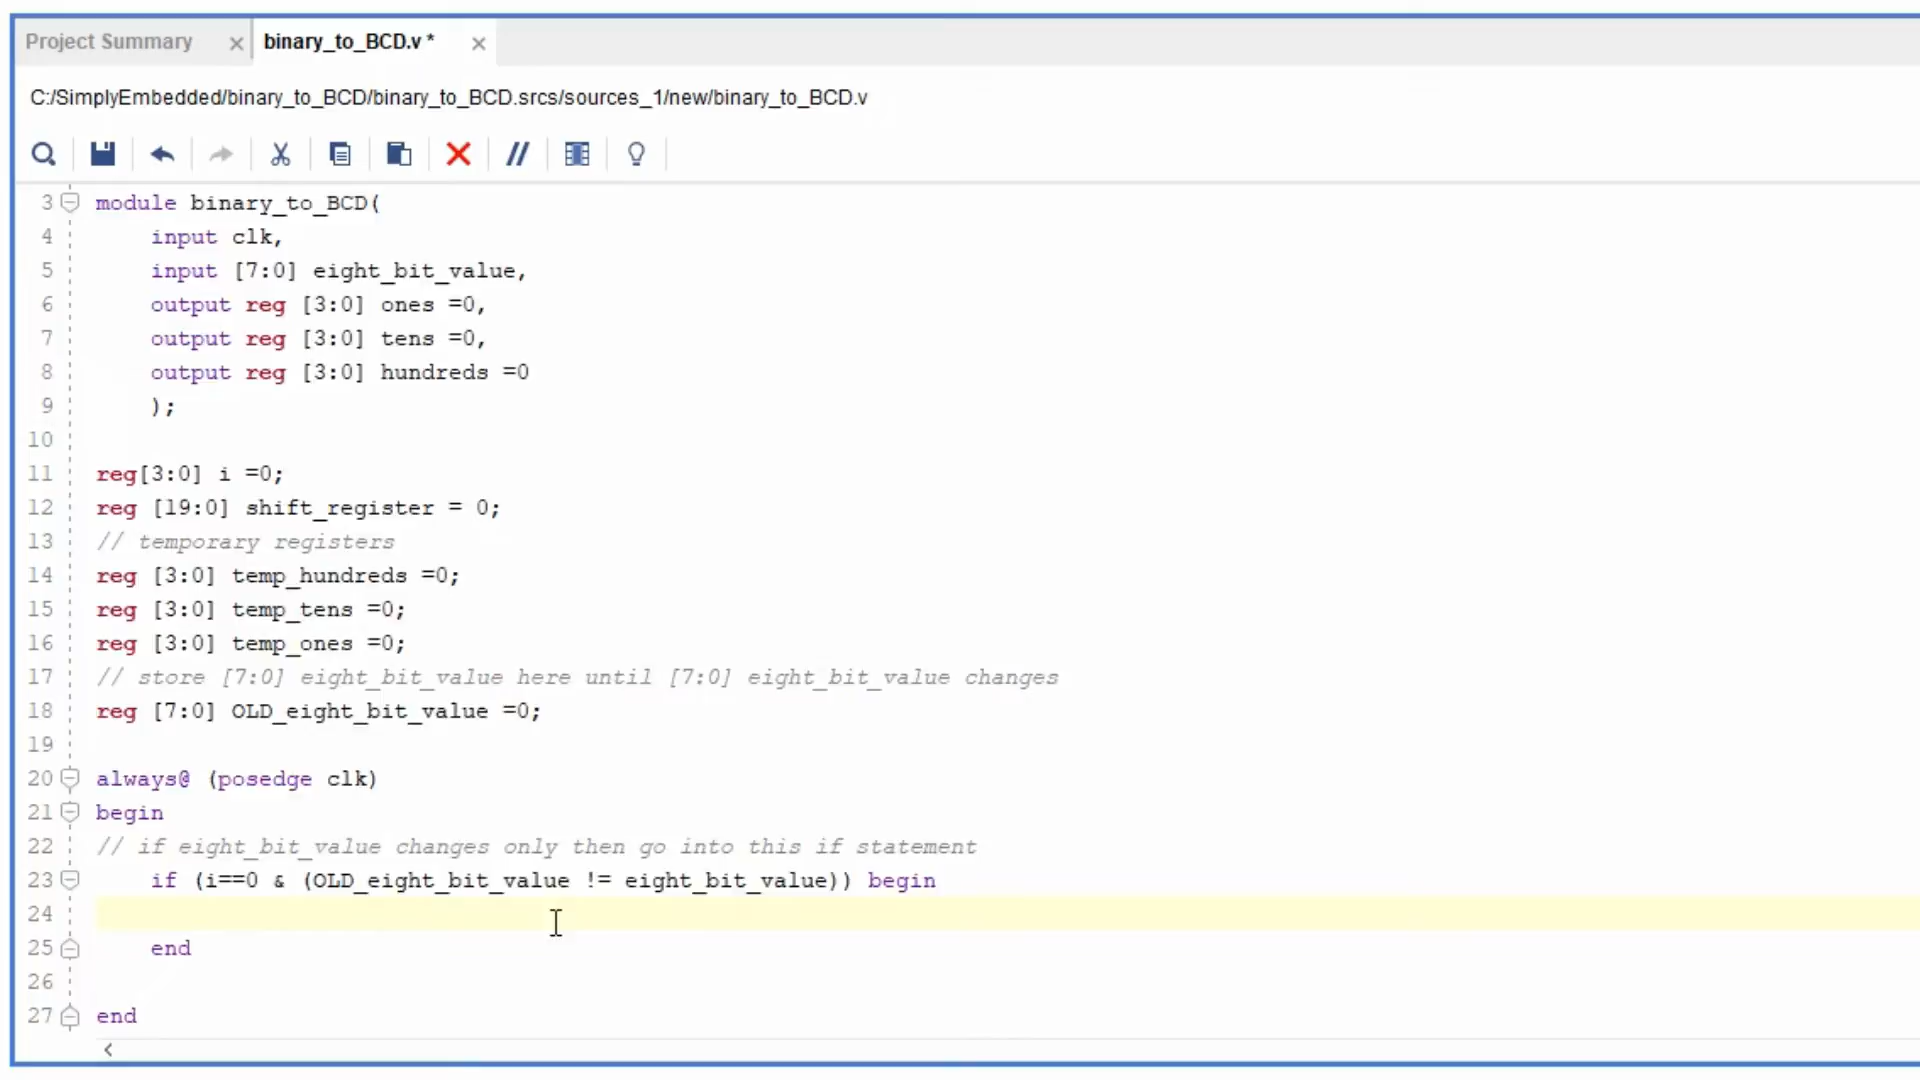 Project Summary
binary_to_BCD.v *
C:/SimplyEmbedded/binary_to_BCD/binary_to_BCD.srcs/sources_1/new/binary_to_BCD.v
3 module binary_to_BCD(
4 input clk,
5 input [7:0] eight_bit_value,
6 output reg [3:0] ones =0,
7 output reg [3:0] tens =0,
8 output reg [3:0] hundreds =0
9 );
10
11 reg[3:0] i =0;
12 reg [19:0] shift_register = 0;
13 // temporary registers
14 reg [3:0] temp_hundreds =0;
15 reg [3:0] temp_tens =0;
16 reg [3:0] temp_ones =0;
17 // store [7:0] eight_bit_value here until [7:0] eight_bit_value changes
18 reg [7:0] OLD_eight_bit_value =0;
19
20 always@ (posedge clk)
21 begin
22 // if eight_bit_value changes only then go into this if statement
23 if (i==0 & (OLD_eight_bit_value != eight_bit_value)) begin
24
25 end
26
27 end